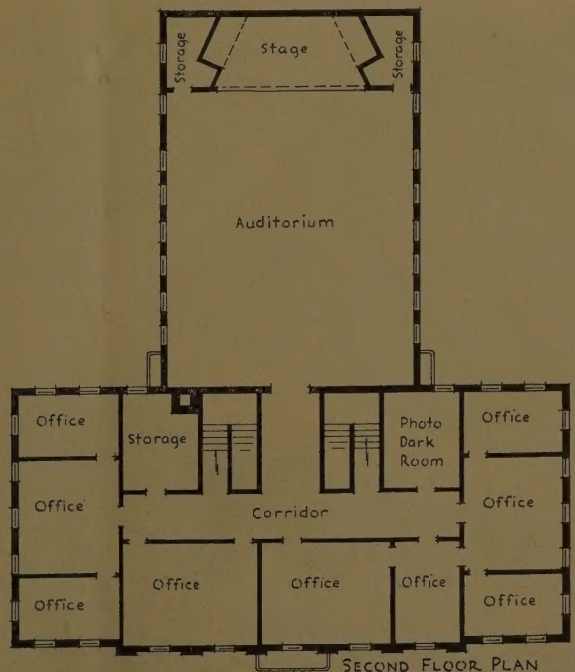 Storage
Stage
Storage
Auditorium
Office
Storage
Photo
Dark
Room
Office
Office
Office
Corridor
Office
Office
Office
Office
Office
Office
SECOND FLOOR PLAN